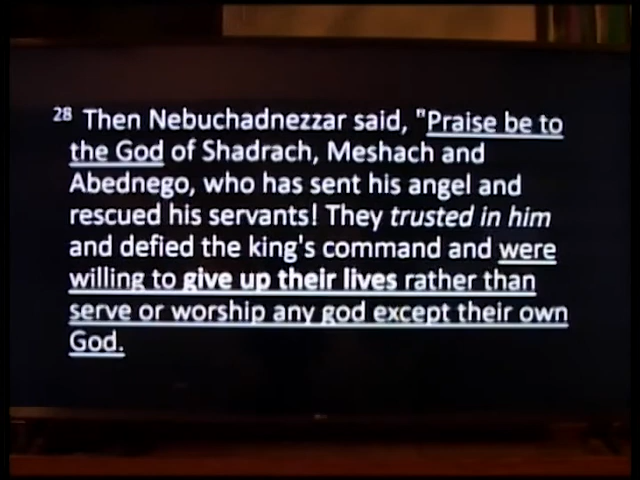 28 Then Nebuchadnezzar said, "Praise be to
the God of Shadrach, Meshach and
Abednego, who has sent his angel and
rescued his servants! They trusted in him
and defied the king's command and were
willing to give up their lives rather than
serve or worship any god except their own
God.